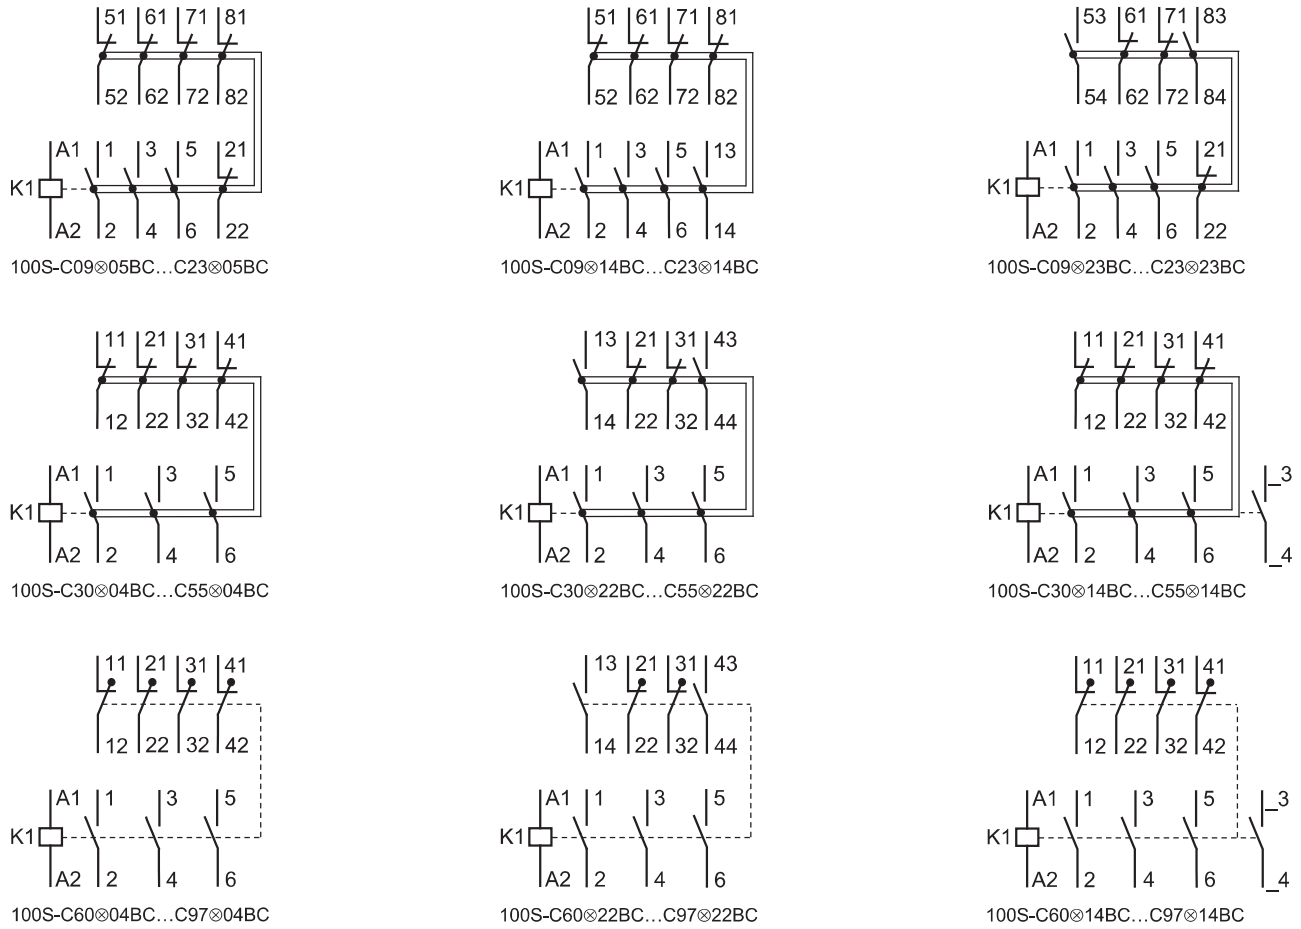 51 61 71 81
52 62 72 82
A1 1 3 5 21
K1
A2 2 4 6 22
100S-C09⊗05BC...C23⊗05BC
51 61 71 81
52 62 72 82
A1 1 3 5 13
K1
A2 2 4 6 14
100S-C09⊗14BC...C23⊗14BC
53 61 71 83
54 62 72 84
A1 1 3 5 21
K1
A2 2 4 6 22
100S-C09⊗23BC...C23⊗23BC
11 21 31 41
12 22 32 42
A1 1 3 5
K1
A2 2 4 6
100S-C30⊗04BC...C55⊗04BC
13 21 31 43
14 22 32 44
A1 1 3 5
K1
A2 2 4 6
100S-C30⊗22BC...C55⊗22BC
11 21 31 41
12 22 32 42
A1 1 3 5 _3
K1
A2 2 4 6 _4
100S-C30⊗14BC...C55⊗14BC
11 21 31 41
12 22 32 42
A1 1 3 5
K1
A2 2 4 6
100S-C60⊗04BC...C97⊗04BC
13 21 31 43
14 22 32 44
A1 1 3 5
K1
A2 2 4 6
100S-C60⊗22BC...C97⊗22BC
11 21 31 41
12 22 32 42
A1 1 3 5 _3
K1
A2 2 4 6 _4
100S-C60⊗14BC...C97⊗14BC